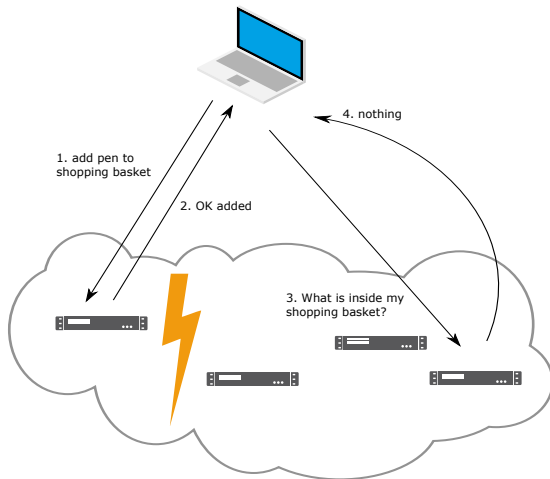 1. add pen to
shopping basket
2. OK added
3. What is inside my
shopping basket?
4. nothing